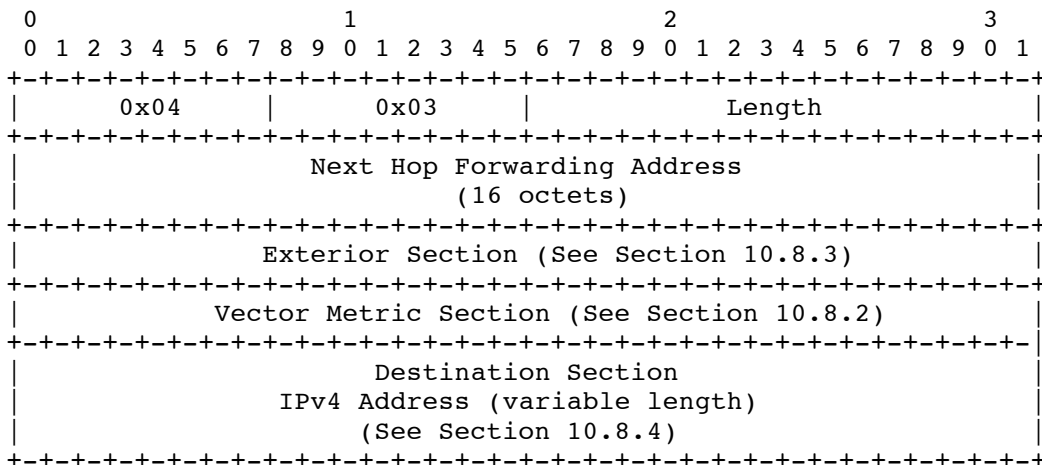 0                   1                   2                   3
 0 1 2 3 4 5 6 7 8 9 0 1 2 3 4 5 6 7 8 9 0 1 2 3 4 5 6 7 8 9 0 1
+-+-+-+-+-+-+-+-+-+-+-+-+-+-+-+-+-+-+-+-+-+-+-+-+-+-+-+-+-+-+-+-+
|      0x04     |      0x03     |            Length             |
+-+-+-+-+-+-+-+-+-+-+-+-+-+-+-+-+-+-+-+-+-+-+-+-+-+-+-+-+-+-+-+-+
|                  Next Hop Forwarding Address                  |
|                           (16 octets)                         |
+-+-+-+-+-+-+-+-+-+-+-+-+-+-+-+-+-+-+-+-+-+-+-+-+-+-+-+-+-+-+-+-+
|               Exterior Section (See Section 10.8.3)           |
+-+-+-+-+-+-+-+-+-+-+-+-+-+-+-+-+-+-+-+-+-+-+-+-+-+-+-+-+-+-+-+-+
|            Vector Metric Section (See Section 10.8.2)         |
+-+-+-+-+-+-+-+-+-+-+-+-+-+-+-+-+-+-+-+-+-+-+-+-+-+-+-+-+-+-+-+-|
|                      Destination Section                      |
|                IPv4 Address (variable length)                 |
|                     (See Section 10.8.4)                      |
+-+-+-+-+-+-+-+-+-+-+-+-+-+-+-+-+-+-+-+-+-+-+-+-+-+-+-+-+-+-+-+-+